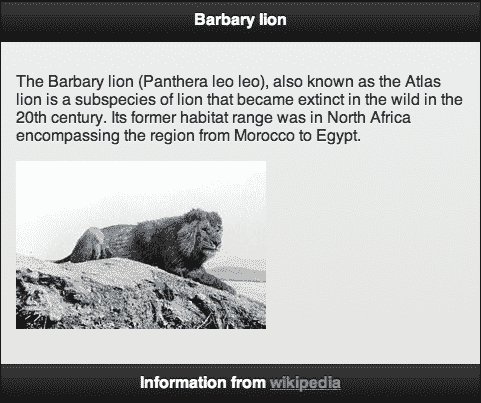 Barbary lion
The Barbary lion (Panthera leo leo), also known as the Atlas
lion is a subspecies of lion that became extinct in the wild in the
20th century. Its former habitat range was in North Africa
encompassing the region from Morocco to Egypt.
Information from wikipedia